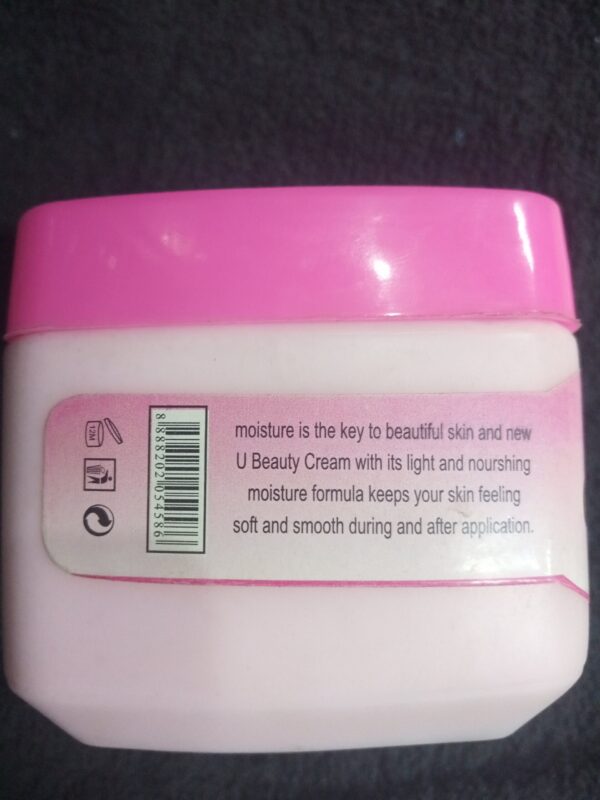 moisture is the key to beautiful skin and new
U Beauty Cream with its light and nourshing
moisture formula keeps your skin feeling
soft and smooth during and after application.
12M
8888202054586